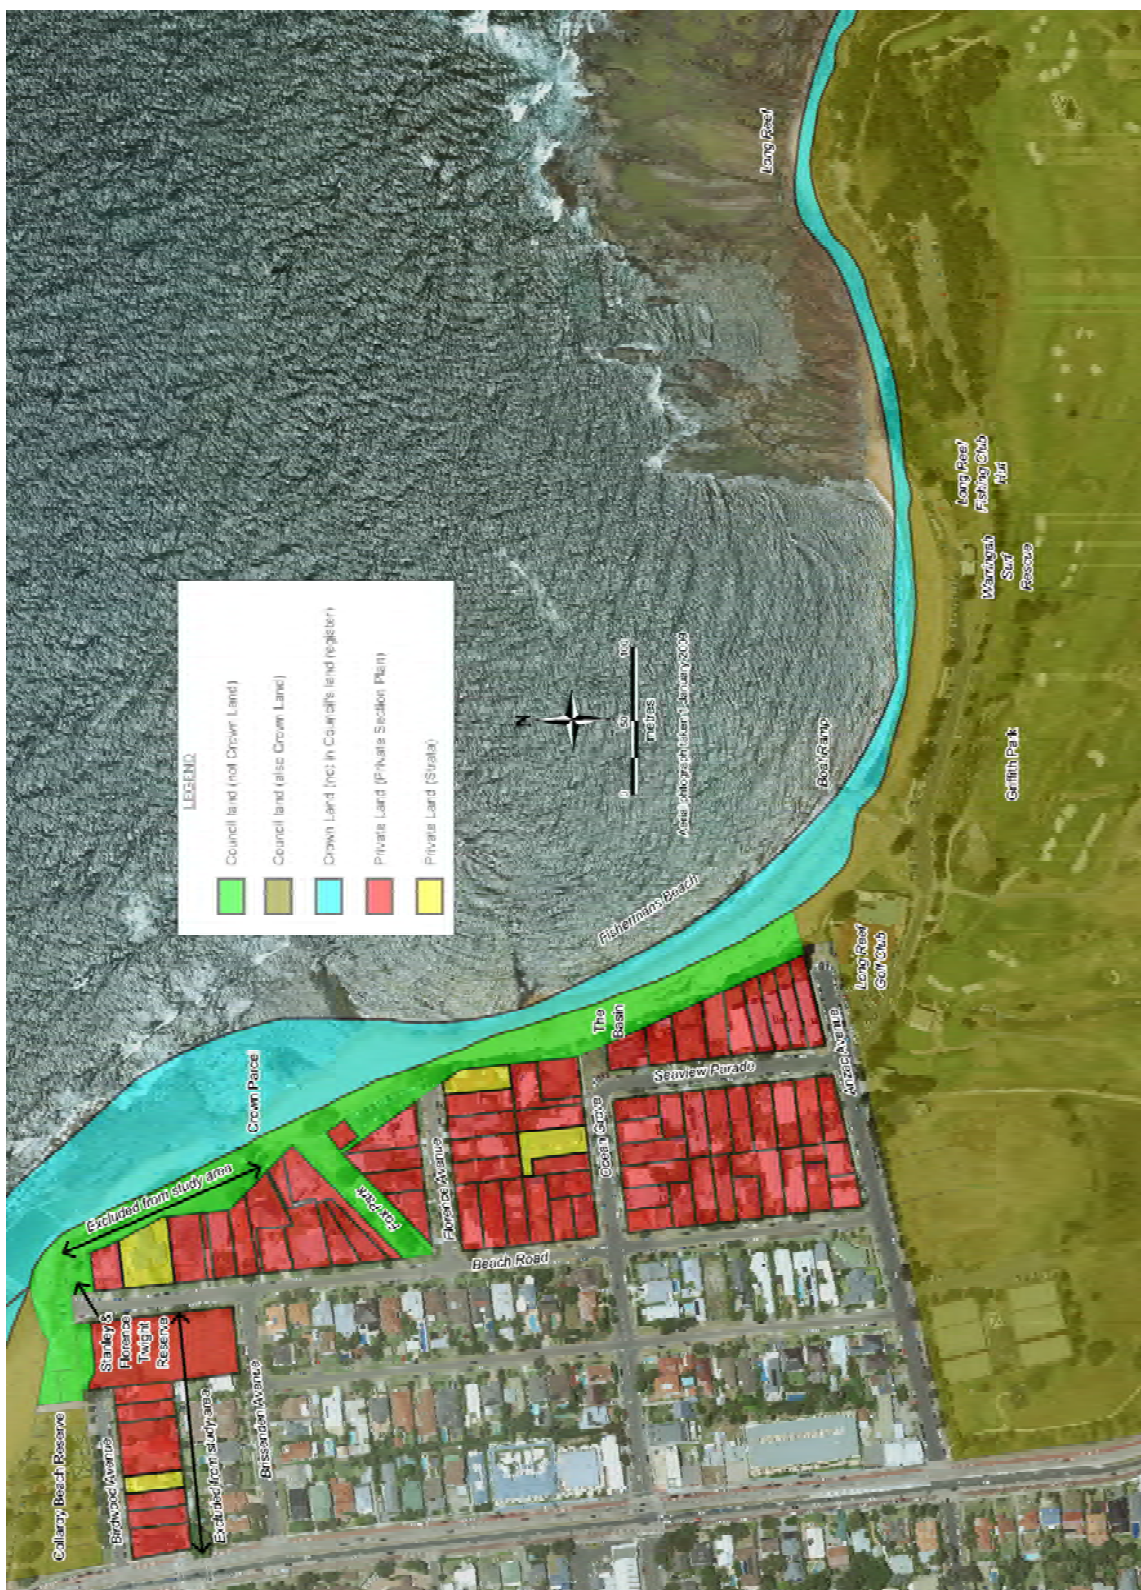 Long Reef
LEGEND
Council land (not Crown Land)
Council land (also Crown Land)
Crown Land (not in Council's land register)
Private Land (Private Section Plan)
Private Land (Strata)
N
0
50
100
metres
Aerial photograph taken in January 2009
Long Reef
Fishing Club
Hut
Warringah
Surf
Rescue
Boat Ramp
Griffith Park
Fishermans Beach
Long Reef
Golf Club
The
Basin
Seaview Parade
Anzac Avenue
Crown Parcel
Excluded from study area
Fox Park
Florence Avenue
Ocean Grove
Beach Road
Stanley &
Florence
Twight
Reserve
Excluded from study area
Brissenden Avenue
Birdwood Avenue
Collaroy Beach Reserve